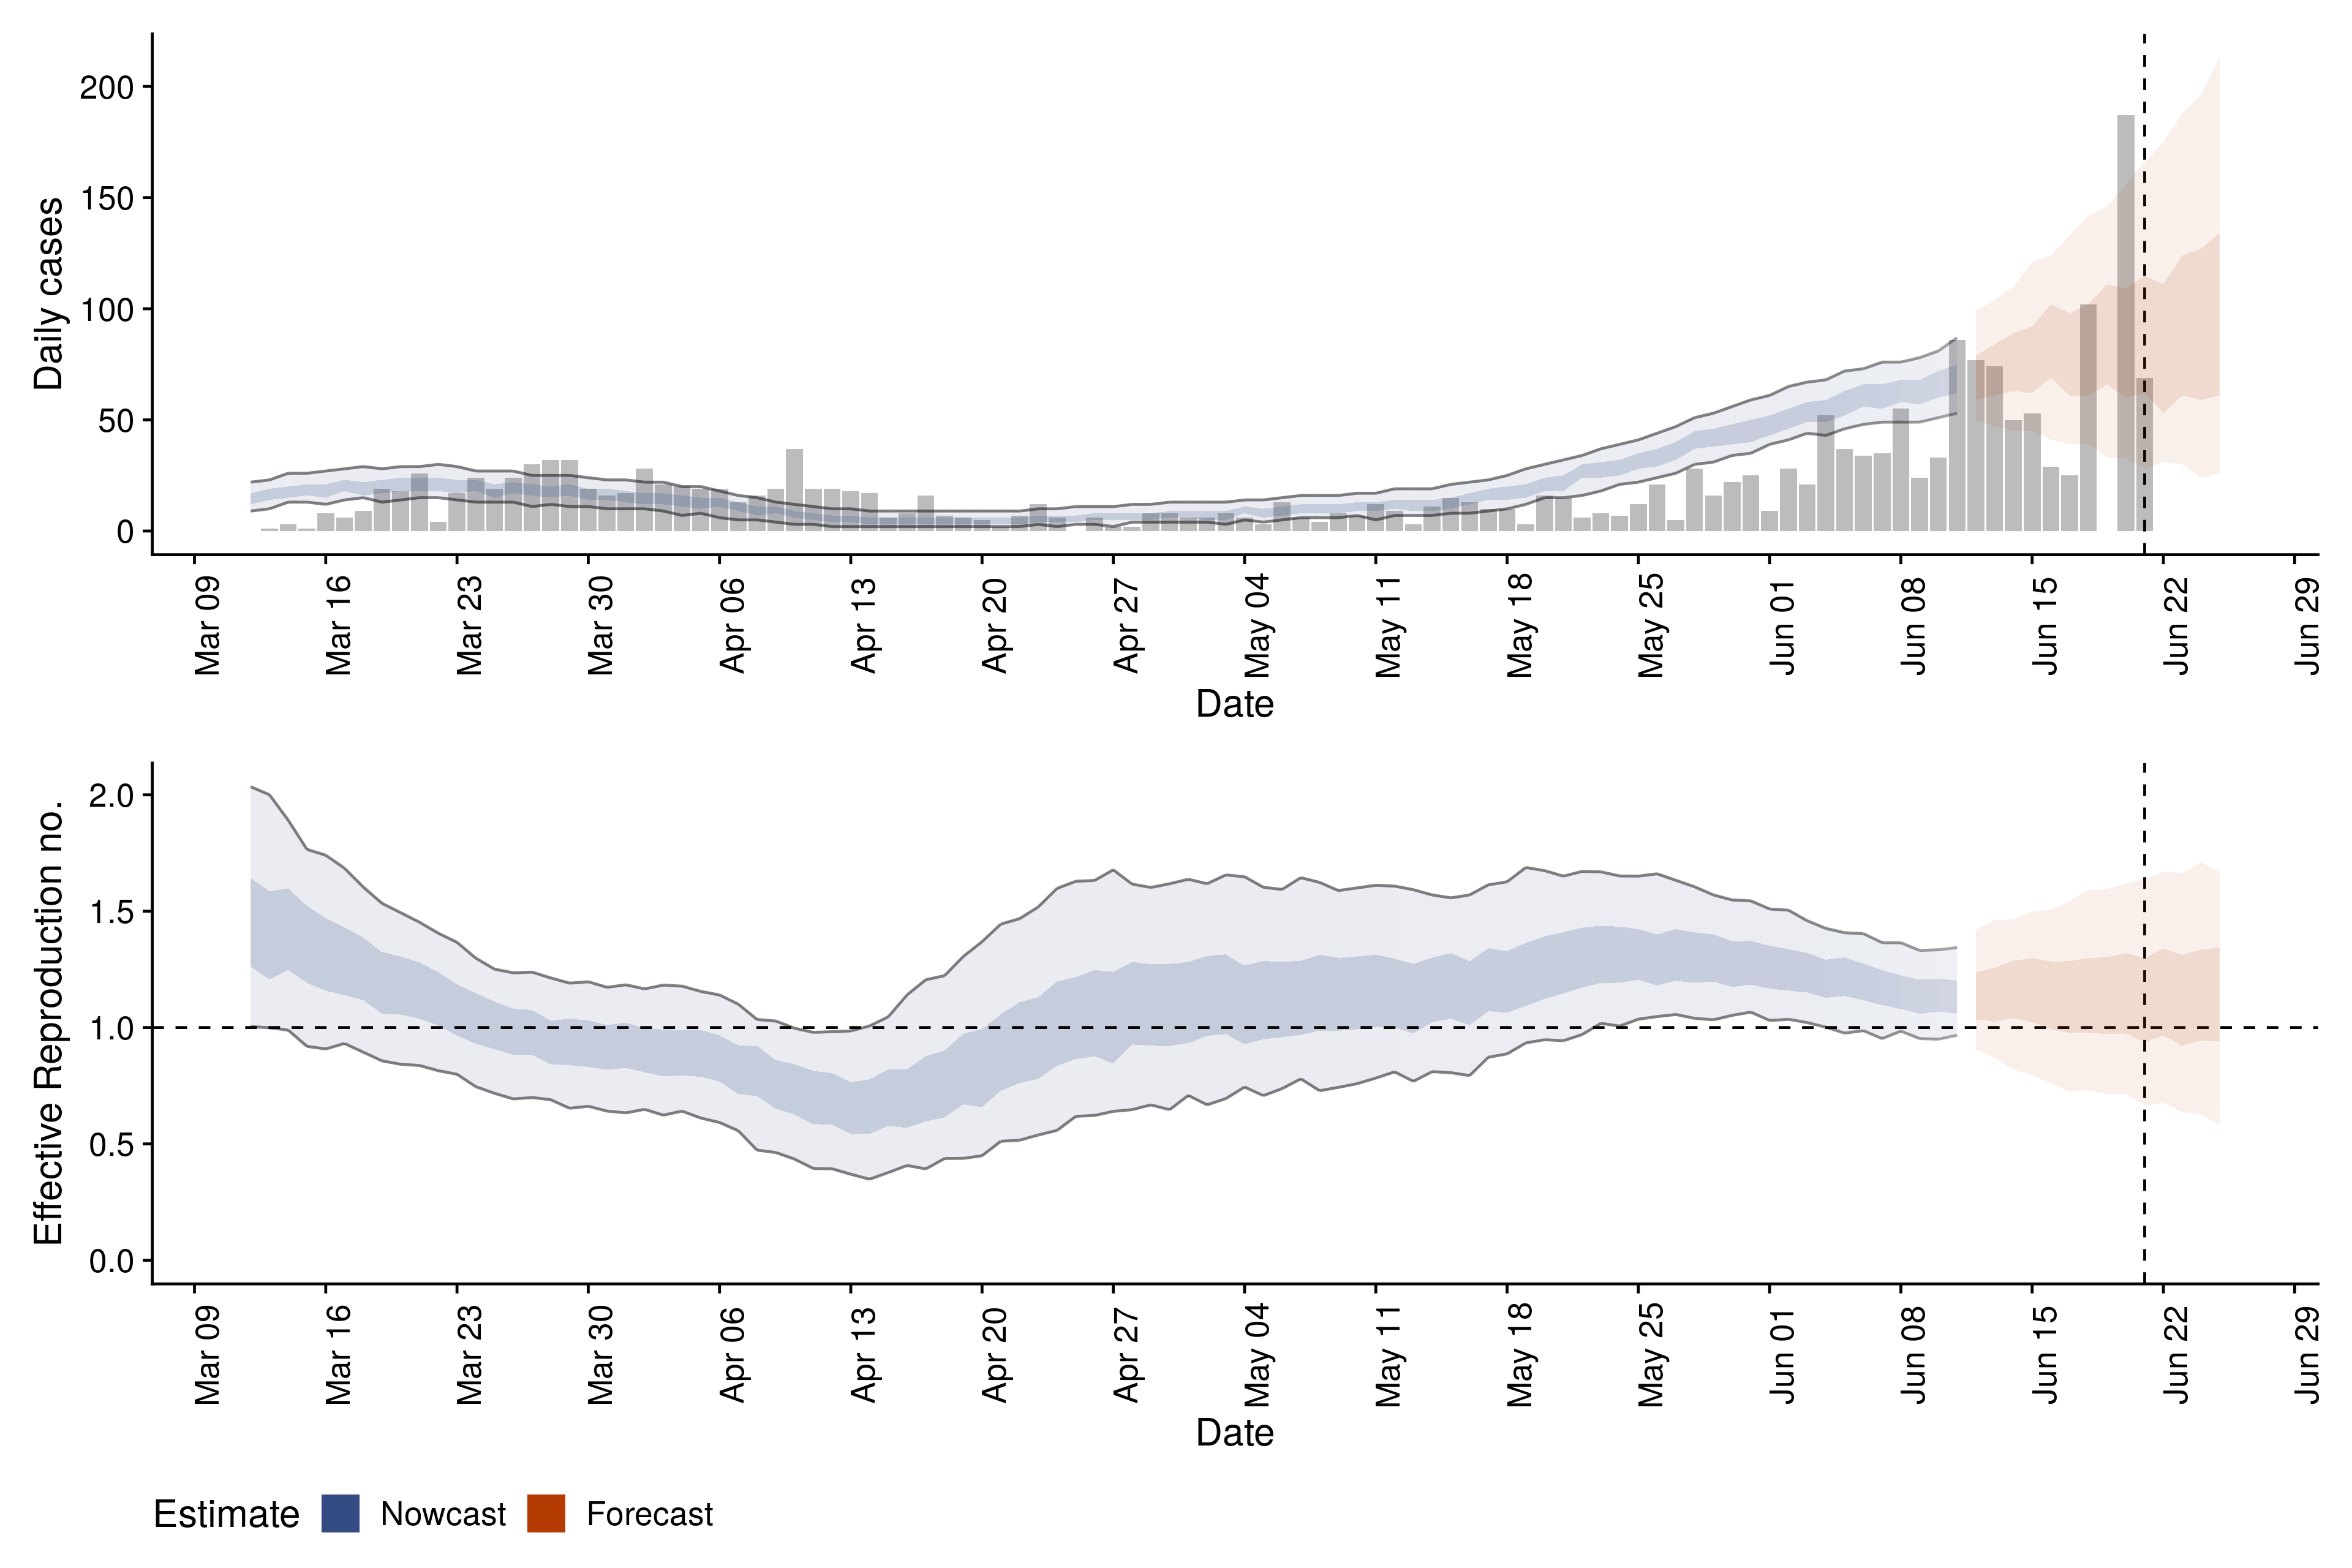 Daily cases
200
150
100
50
0
Mar 09 Mar 16 Mar 23 Mar 30 Apr 06 Apr 13 Apr 20 Apr 27 May 04 May 11 May 18 May 25 Jun 01 Jun 08 Jun 15 Jun 22 Jun 29
Date
Effective Reproduction no.
2.0
1.5
1.0
0.5
0.0
Mar 09 Mar 16 Mar 23 Mar 30 Apr 06 Apr 13 Apr 20 Apr 27 May 04 May 11 May 18 May 25 Jun 01 Jun 08 Jun 15 Jun 22 Jun 29
Date
Estimate Nowcast Forecast